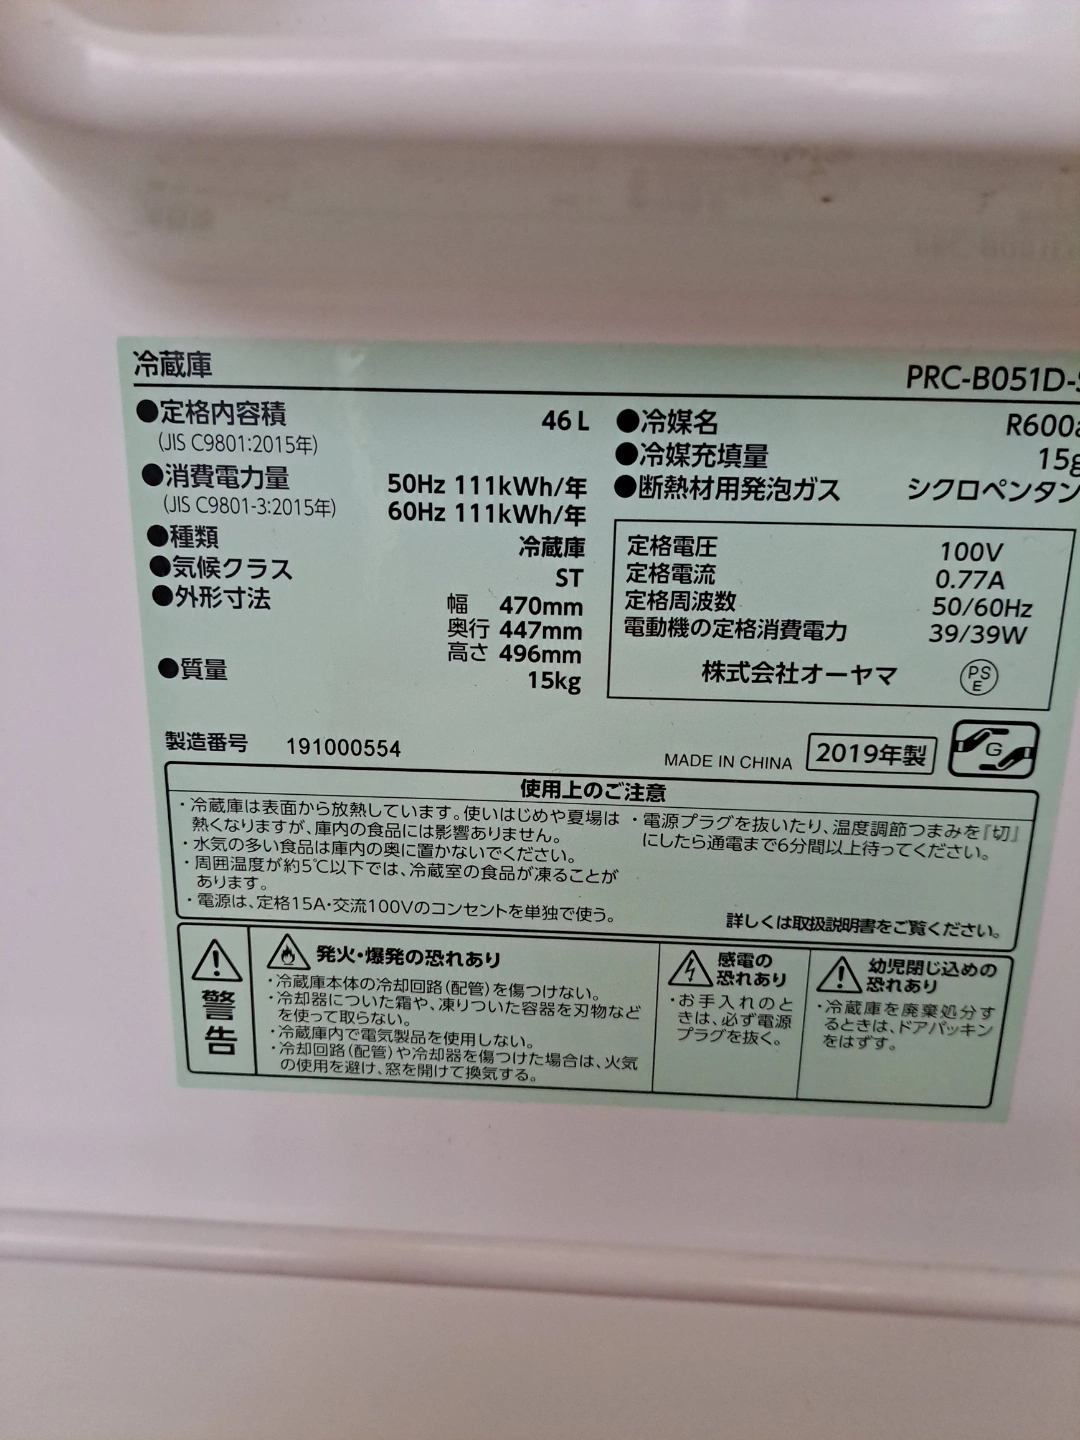 冷蔵庫 PRC-B051D-
●定格内容積 46 L
(JIS C9801:2015年)
●消費電力量 50Hz 111kWh/年
(JIS C9801-3:2015年) 60Hz 111kWh/年
●種類 冷蔵庫
●気候クラス ST
●外形寸法 幅 470mm
奥行 447mm
高さ 496mm
●質量 15kg
●冷媒名 R600a
●冷媒充填量 15g
●断熱材用発泡ガス シクロペンタン
定格電圧 100V
定格電流 0.77A
定格周波数 50/60Hz
電動機の定格消費電力 39/39W
株式会社オーヤマ PSE
製造番号 191000554
MADE IN CHINA 2019年製 G
使用上のご注意
・冷蔵庫は表面から放熱しています。使いはじめや夏場は
熱くなりますが、庫内の食品には影響ありません。
・水気の多い食品は庫内の奥に置かないでください。
・周囲温度が約5℃以下では、冷蔵室の食品が凍ることが
あります。
・電源は、定格15A・交流100Vのコンセントを単独で使う。
・電源プラグを抜いたり、温度調節つまみを『切』
にしたら通電まで6分間以上待ってください。
詳しくは取扱説明書をご覧ください。
警告
発火・爆発の恐れあり
・冷蔵庫本体の冷却回路(配管)を傷つけない。
・冷却器についた霜や、凍りついた容器を刃物など
を使って取らない。
・冷蔵庫内で電気製品を使用しない。
・冷却回路(配管)や冷却器を傷つけた場合は、火気
の使用を避け、窓を開けて換気する。
感電の
恐れあり
・お手入れのと
きは、必ず電源
プラグを抜く。
幼児閉じ込めの
恐れあり
・冷蔵庫を廃棄処分す
るときは、ドアパッキン
をはずす。